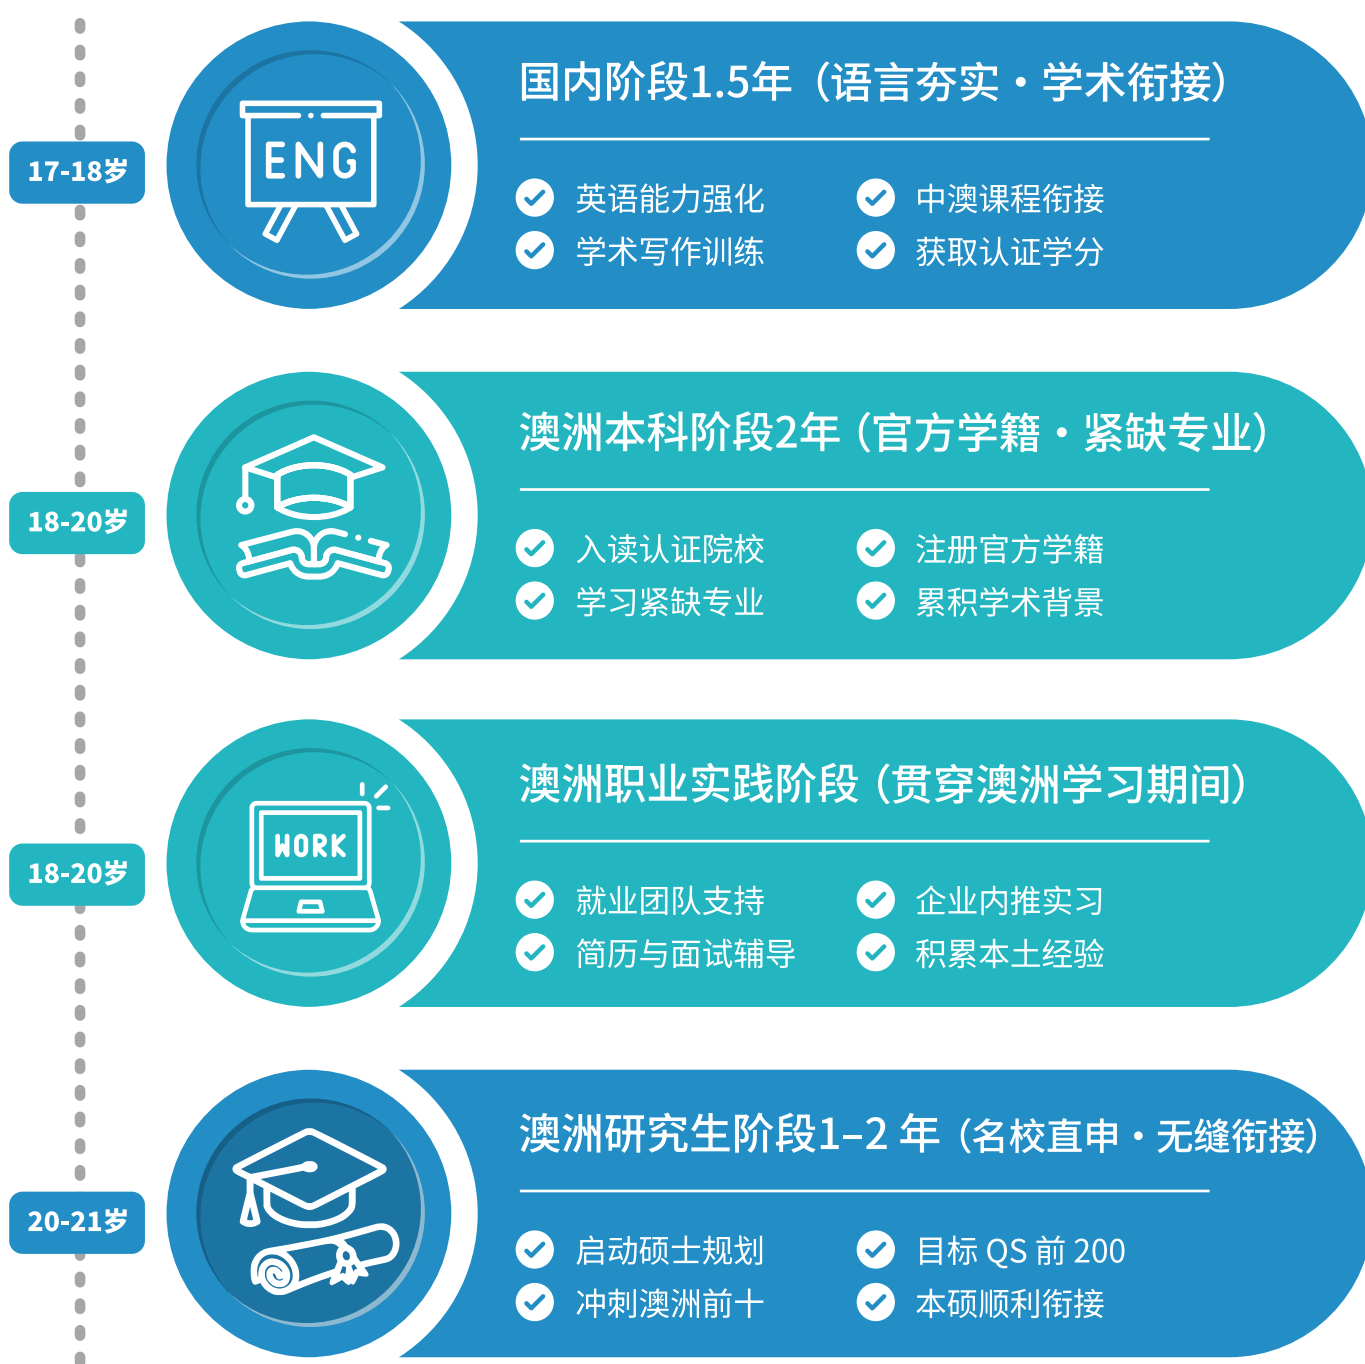 17-18岁
ENG
国内阶段1.5年（语言夯实·学术衔接）
英语能力强化
中澳课程衔接
学术写作训练
获取认证学分
18-20岁
澳洲本科阶段2年（官方学籍·紧缺专业）
入读认证院校
注册官方学籍
学习紧缺专业
累积学术背景
18-20岁
WORK
澳洲职业实践阶段（贯穿澳洲学习期间）
就业团队支持
企业内推实习
简历与面试辅导
积累本土经验
20-21岁
澳洲研究生阶段1–2 年（名校直申·无缝衔接）
启动硕士规划
目标 QS 前 200
冲刺澳洲前十
本硕顺利衔接